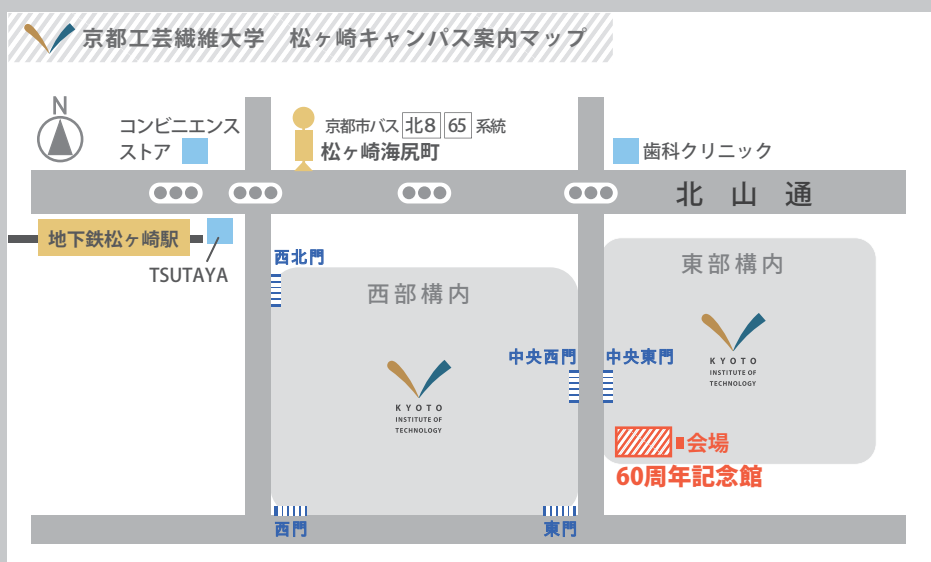 京都工芸繊維大学 松ヶ崎キャンパス案内マップ
N
コンビニエンス
ストア
京都市バス 北8 65 系統
松ヶ崎海尻町
歯科クリニック
北山通
地下鉄松ヶ崎駅
TSUTAYA
西北門
西部構内
東部構内
中央西門
中央東門
KYOTO
INSTITUTE OF
TECHNOLOGY
KYOTO
INSTITUTE OF
TECHNOLOGY
会場
60周年記念館
西門
東門